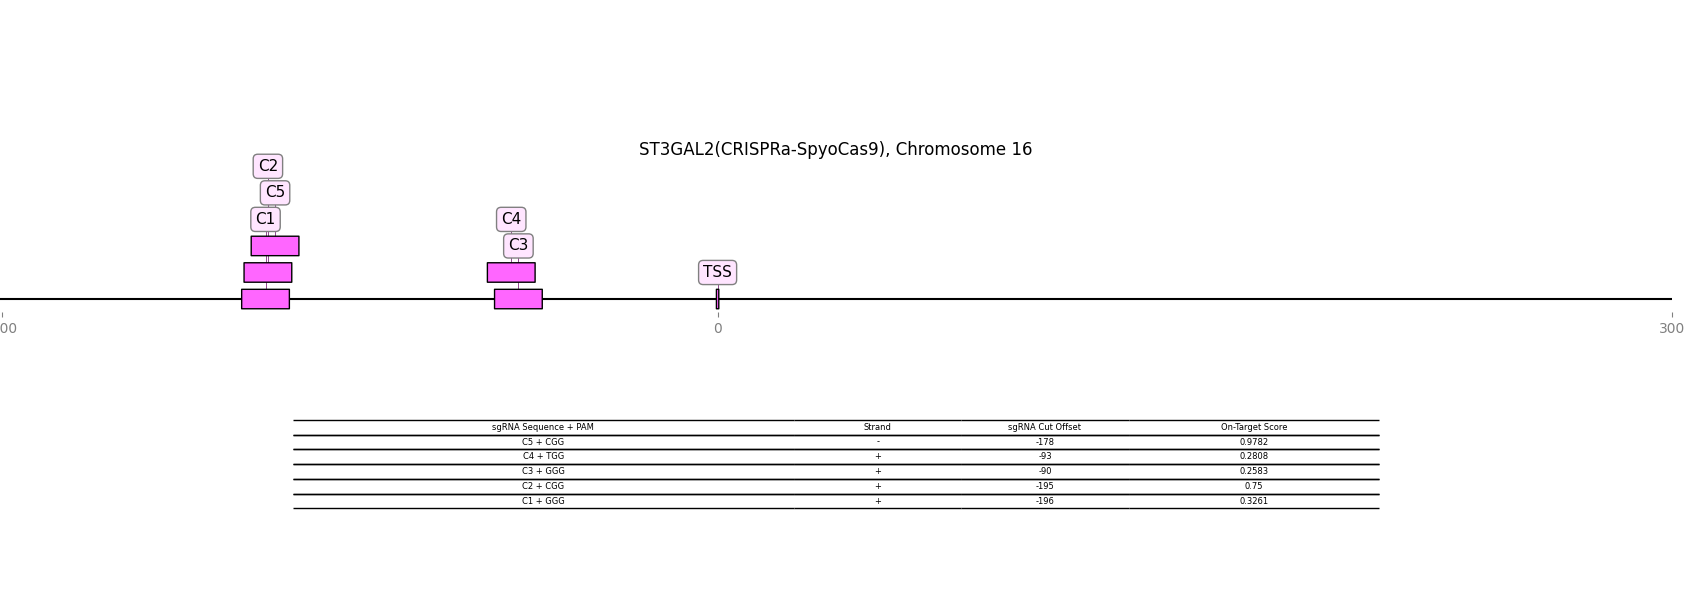 ST3GAL2(CRISPRa-SpyoCas9), Chromosome 16
C2
C5
C1
C4
C3
TSS
00
0
300
sgRNA Sequence + PAM Strand sgRNA Cut Offset On-Target Score
C5 + CGG - -178 0.9782
C4 + TGG + -93 0.2808
C3 + GGG + -90 0.2583
C2 + CGG + -195 0.75
C1 + GGG + -196 0.3261